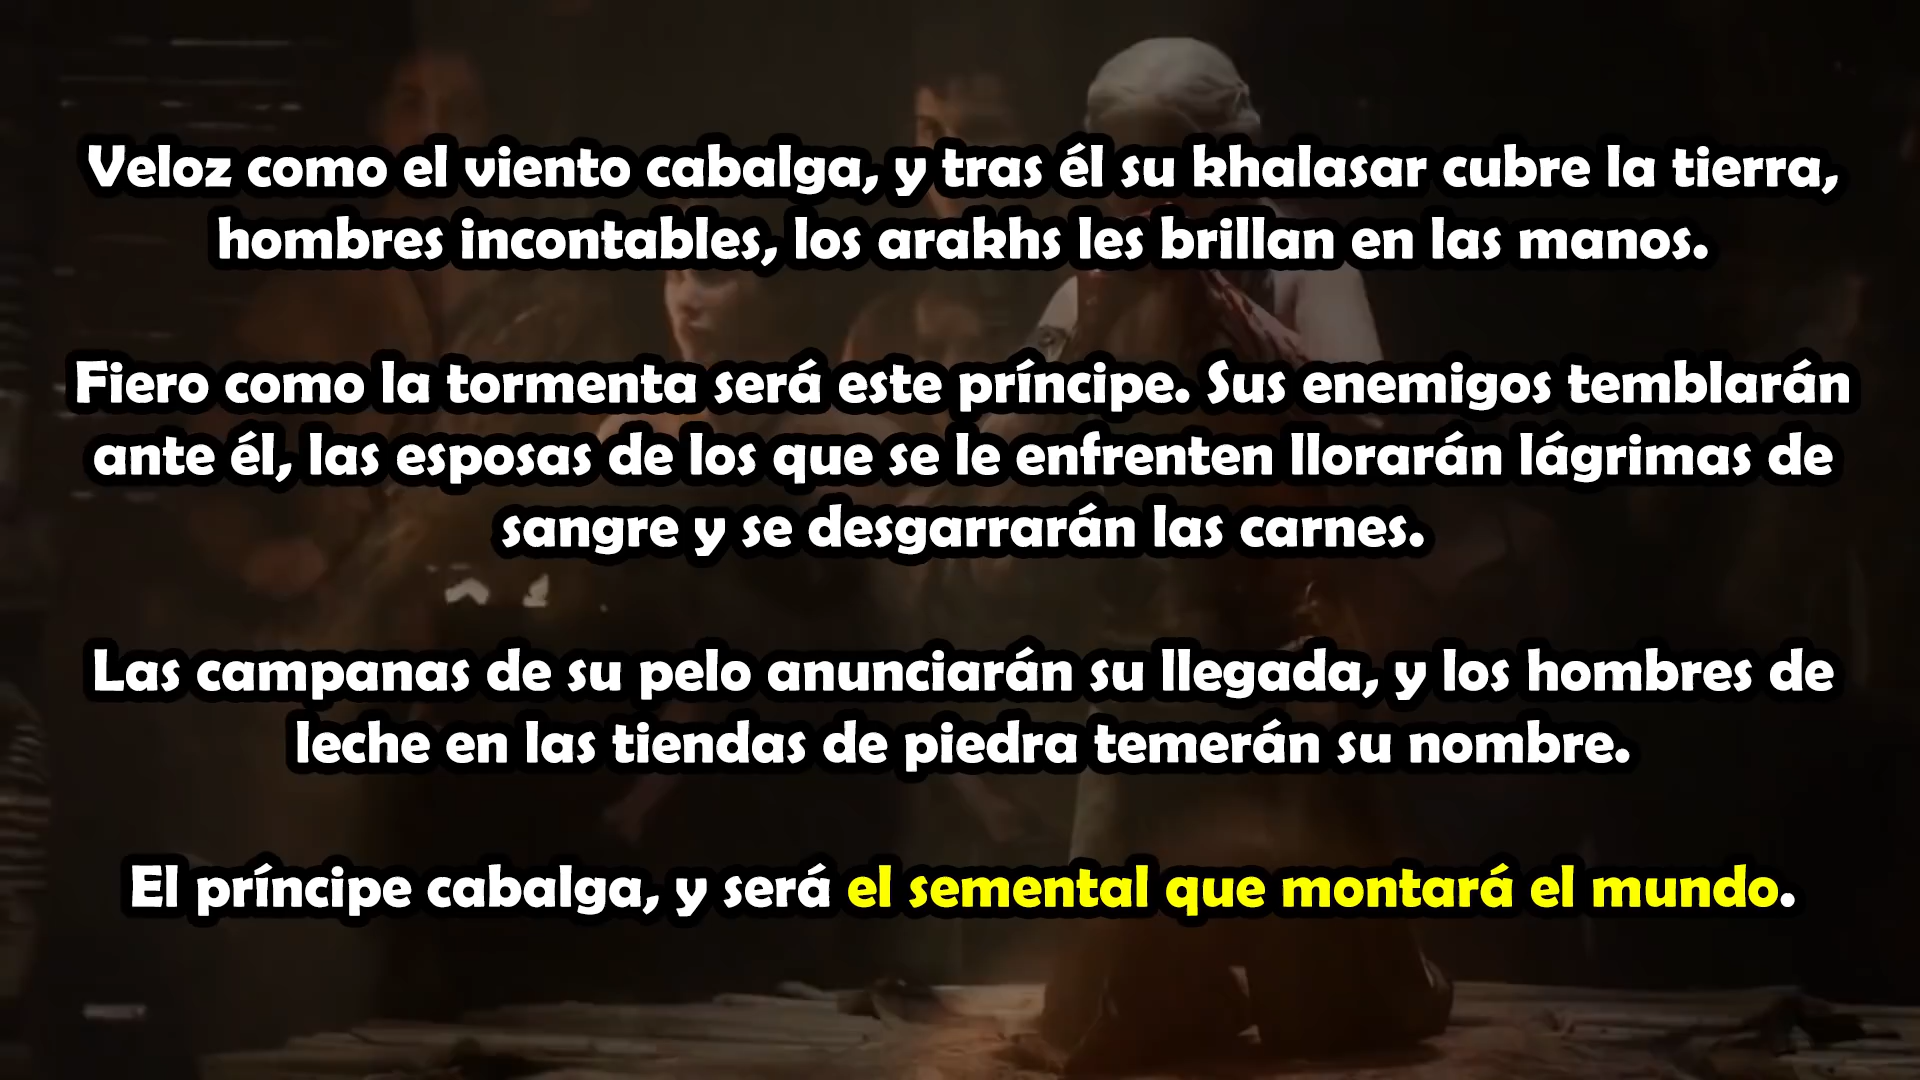 Veloz como el viento cabalga, y tras él su khalasar cubre la tierra,
hombres incontables, los arakhs les brillan en las manos.
Fiero como la tormenta será este príncipe. Sus enemigos temblarán
ante él, las esposas de los que se le enfrenten llorarán lágrimas de
sangre y se desgarrarán las carnes.
Las campanas de su pelo anunciarán su llegada, y los hombres de
leche en las tiendas de piedra temerán su nombre.
El príncipe cabalga, y será el semental que montará el mundo.